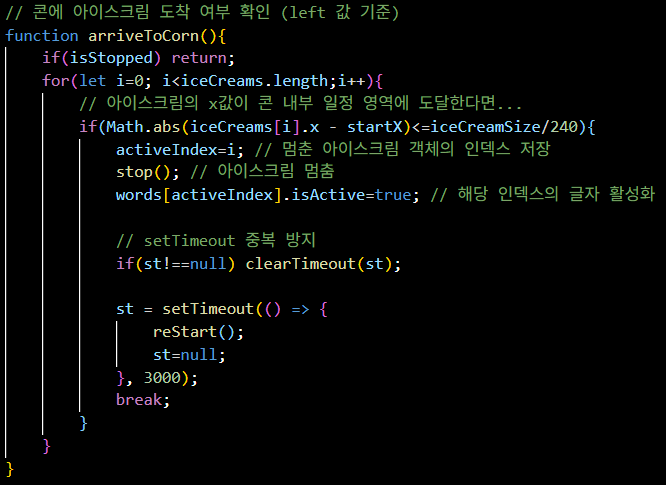 // 콘에 아이스크림 도착 여부 확인 (left 값 기준)
function arriveToCorn(){
    if(isStopped) return;
    for(let i=0; i<iceCreams.length;i++){
        // 아이스크림의 x값이 콘 내부 일정 영역에 도달한다면...
        if(Math.abs(iceCreams[i].x - startX)<=iceCreamSize/240){
            activeIndex=i; // 멈춘 아이스크림 객체의 인덱스 저장
            stop(); // 아이스크림 멈춤
            words[activeIndex].isActive=true; // 해당 인덱스의 글자 활성화

            // setTimeout 중복 방지
            if(st!==null) clearTimeout(st);

            st = setTimeout(() => {
                reStart();
                st=null;
            }, 3000);
            break;
        }
    }
}